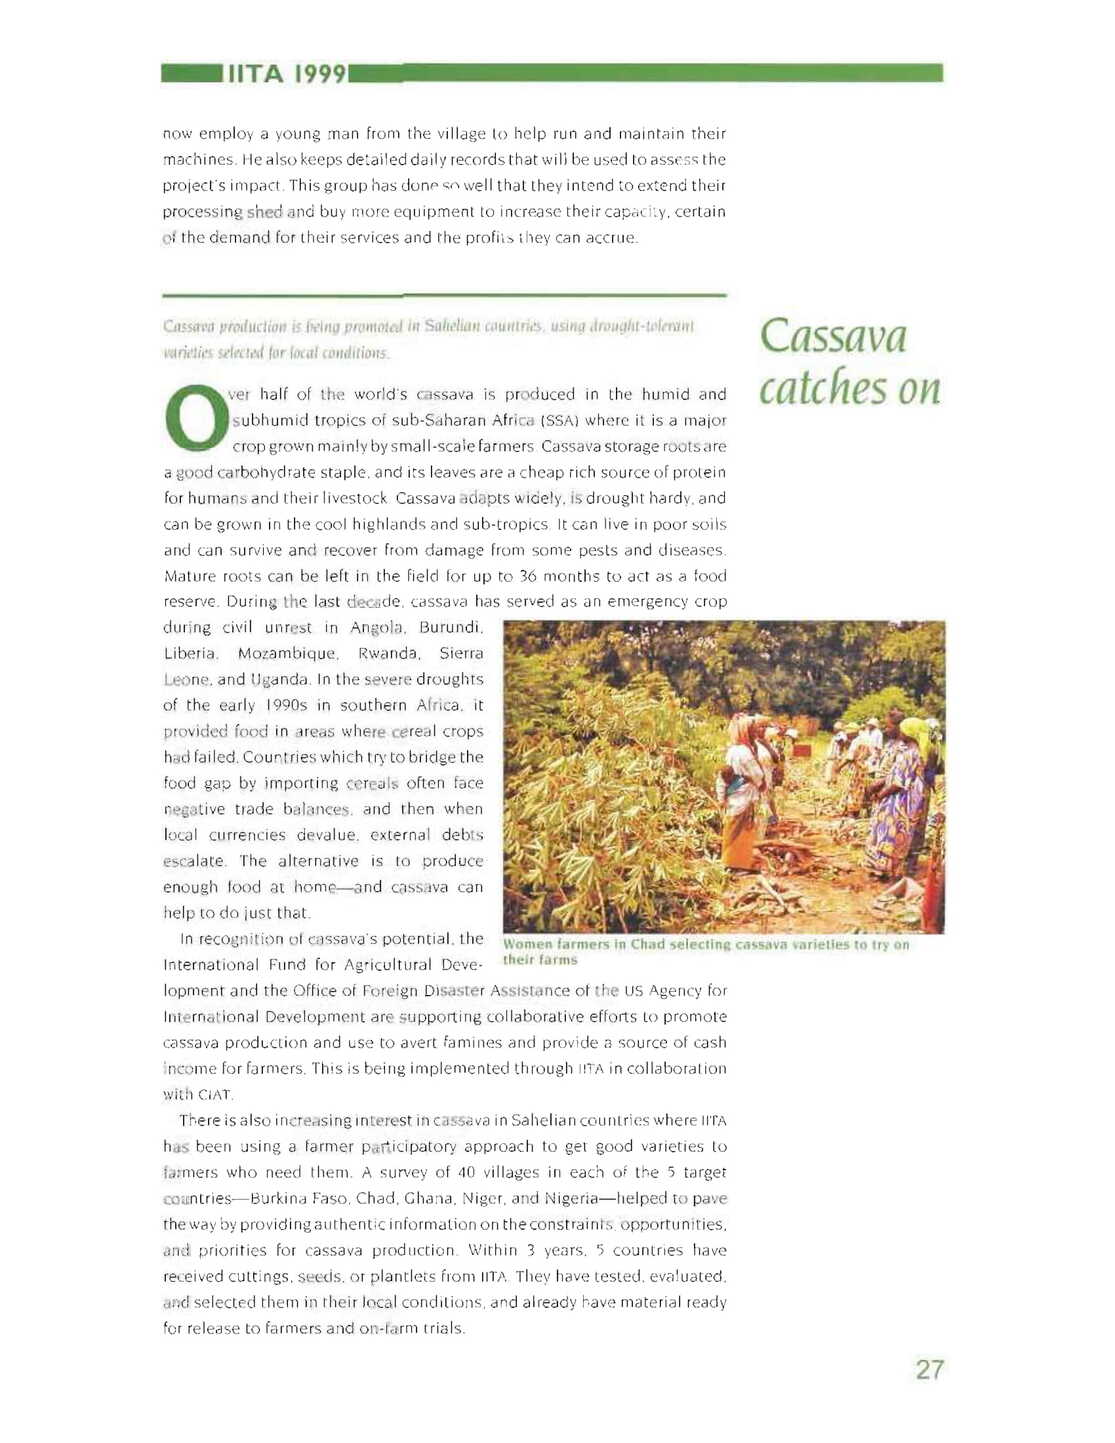 IITA 1999
now employ a young man from the village to help run and maintain their
machines. He also keeps detailed daily records that will be used to assess the
project's impact. This group has done so well that they intend to extend their
processing shed and buy more equipment to increase their capacity, certain
of the demand for their services and the profits they can accrue.
Cassava production is being promoted in Sahelian countries, using drought-tolerant
varieties selected for local conditions.
Cassava
catches on
Over half of the world's cassava is produced in the humid and
subhumid tropics of sub-Saharan Africa (SSA) where it is a major
crop grown mainly by small-scale farmers. Cassava storage roots are
a good carbohydrate staple, and its leaves are a cheap rich source of protein
for humans and their livestock. Cassava adapts widely, is drought hardy, and
can be grown in the cool highlands and sub-tropics. It can live in poor soils
and can survive and recover from damage from some pests and diseases.
Mature roots can be left in the field for up to 36 months to act as a food
reserve. During the last decade, cassava has served as an emergency crop
during civil unrest in Angola, Burundi,
Liberia, Mozambique, Rwanda, Sierra
Leone, and Uganda. In the severe droughts
of the early 1990s in southern Africa, it
provided food in areas where cereal crops
had failed. Countries which try to bridge the
food gap by importing cereals often face
negative trade balances, and then when
local currencies devalue, external debts
escalate. The alternative is to produce
enough food at home—and cassava can
help to do just that.
In recognition of cassava's potential, the
International Fund for Agricultural Deve-
lopment and the Office of Foreign Disaster Assistance of the US Agency for
International Development are supporting collaborative efforts to promote
cassava production and use to avert famines and provide a source of cash
income for farmers. This is being implemented through IITA in collaboration
with CIAT.
Women farmers in Chad selecting cassava varieties to try on
their farms
There is also increasing interest in cassava in Sahelian countries where IITA
has been using a farmer participatory approach to get good varieties to
farmers who need them. A survey of 40 villages in each of the 5 target
countries—Burkina Faso, Chad, Ghana, Niger, and Nigeria—helped to pave
the way by providing authentic information on the constraints, opportunities,
and priorities for cassava production. Within 3 years, 5 countries have
received cuttings, seeds, or plantlets from IITA. They have tested, evaluated,
and selected them in their local conditions, and already have material ready
for release to farmers and on-farm trials.
27